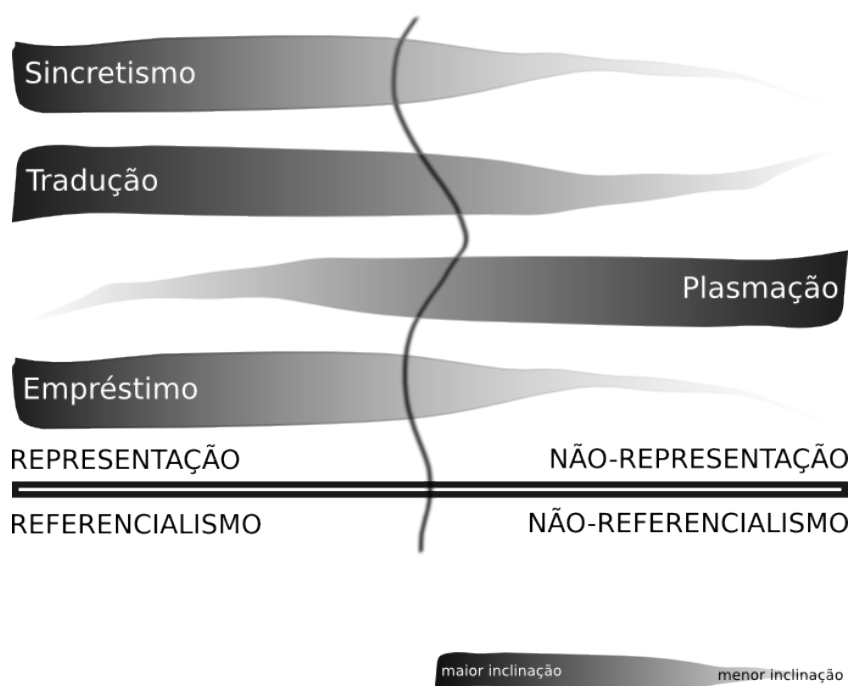 Sincretismo
Tradução
Plasmação
Empréstimo
REPRESENTAÇÃO NÃO-REPRESENTAÇÃO
REFERENCIALISMO NÃO-REFERENCIALISMO
maior inclinação menor inclinação